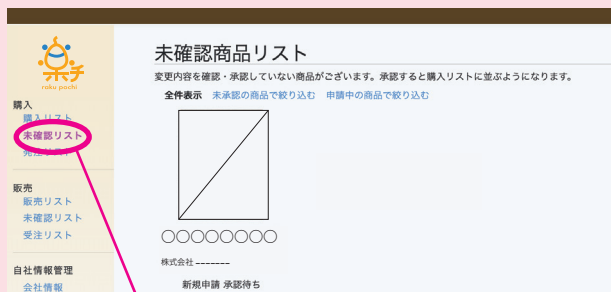 楽チ
raku pochi
購入
購入リスト
未確認リスト
販売
販売リスト
未確認リスト
受注リスト
自社情報管理
会社情報
未確認商品リスト
変更内容を確認・承認していない商品がございます。承認すると購入リストに並ぶようになります。
全件表示 未承認の商品で絞り込む 申請中の商品で絞り込む
○○○○○○○○
株式会社 -------
新規申請 承認待ち